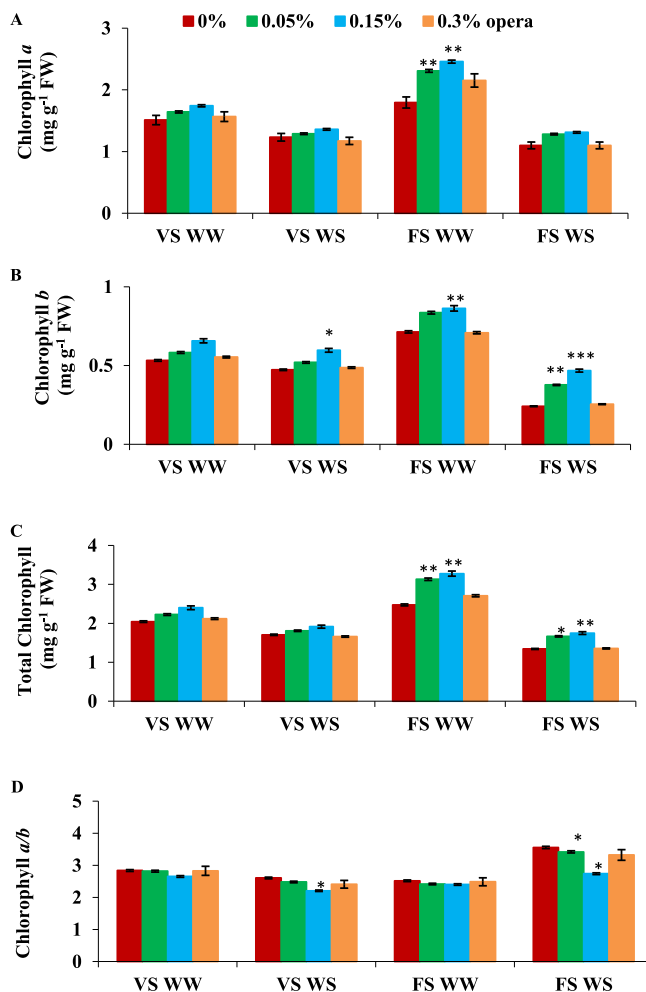 A
0% 0.05% 0.15% 0.3% opera
Chlorophyll a
(mg g⁻¹ FW)
3
2
1
0
** **
VS WW VS WS FS WW FS WS
B
Chlorophyll b
(mg g⁻¹ FW)
1
0.5
0
* ** ** ***
VS WW VS WS FS WW FS WS
C
Total Chlorophyll
(mg g⁻¹ FW)
4
3
2
1
0
** ** * **
VS WW VS WS FS WW FS WS
D
Chlorophyll a/b
5
4
3
2
1
0
* * *
VS WW VS WS FS WW FS WS